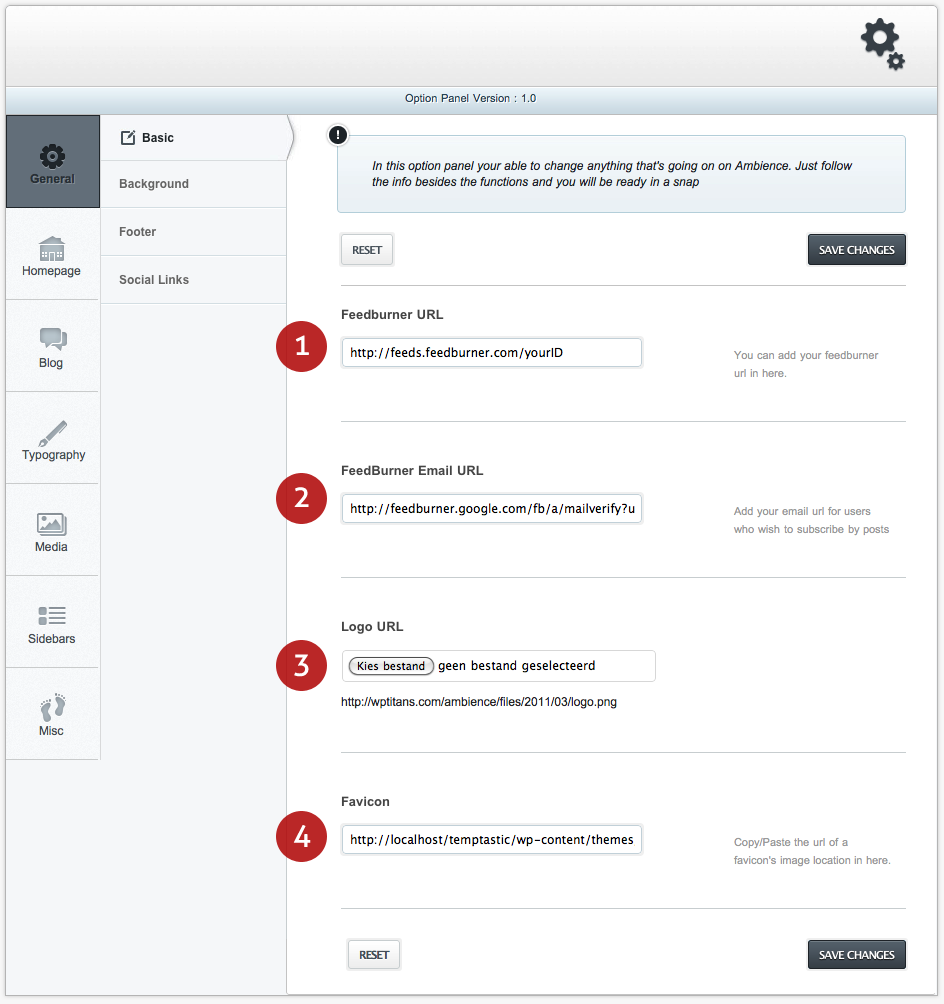 Option Panel Version : 1.0
General
Homepage
Blog
Typography
Media
Sidebars
Misc
Basic
Background
Footer
Social Links
!
In this option panel your able to change anything that's going on on Ambience. Just follow
the info besides the functions and you will be ready in a snap
RESET
SAVE CHANGES
Feedburner URL
1
http://feeds.feedburner.com/yourID
You can add your feedburner
url in here.
FeedBurner Email URL
2
http://feedburner.google.com/fb/a/mailverify?u
Add your email url for users
who wish to subscribe by posts
Logo URL
3
Kies bestand geen bestand geselecteerd
http://wptitans.com/ambience/files/2011/03/logo.png
Favicon
4
http://localhost/temptastic/wp-content/themes
Copy/Paste the url of a
favicon's image location in here.
RESET
SAVE CHANGES